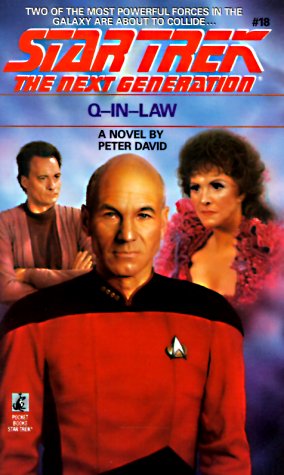 TWO OF THE MOST POWERFUL FORCES IN THE
GALAXY ARE ABOUT TO COLLIDE...
#18
STAR TREK
THE NEXT GENERATION®
Q-IN-LAW
A NOVEL BY
PETER DAVID
POCKET
BOOKS
STAR TREK®